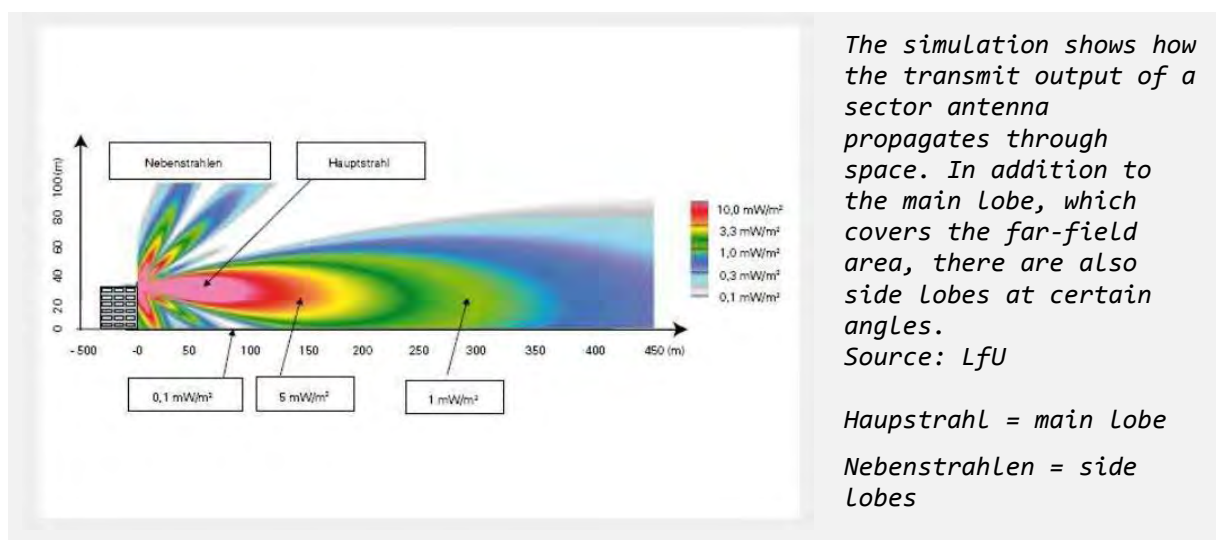 Nebenstrahlen
Hauptstrahl
100 (m)
80
60
40
20
0
10,0 mW/m²
3,3 mW/m²
1,0 mW/m²
0,3 mW/m²
0,1 mW/m²
- 500 -0 50 100 150 200 250 300 350 400 450 (m)
0,1 mW/m² 5 mW/m² 1 mW/m²
The simulation shows how
the transmit output of a
sector antenna
propagates through
space. In addition to
the main lobe, which
covers the far-field
area, there are also
side lobes at certain
angles.
Source: LfU
Haupstrahl = main lobe
Nebenstrahlen = side
lobes